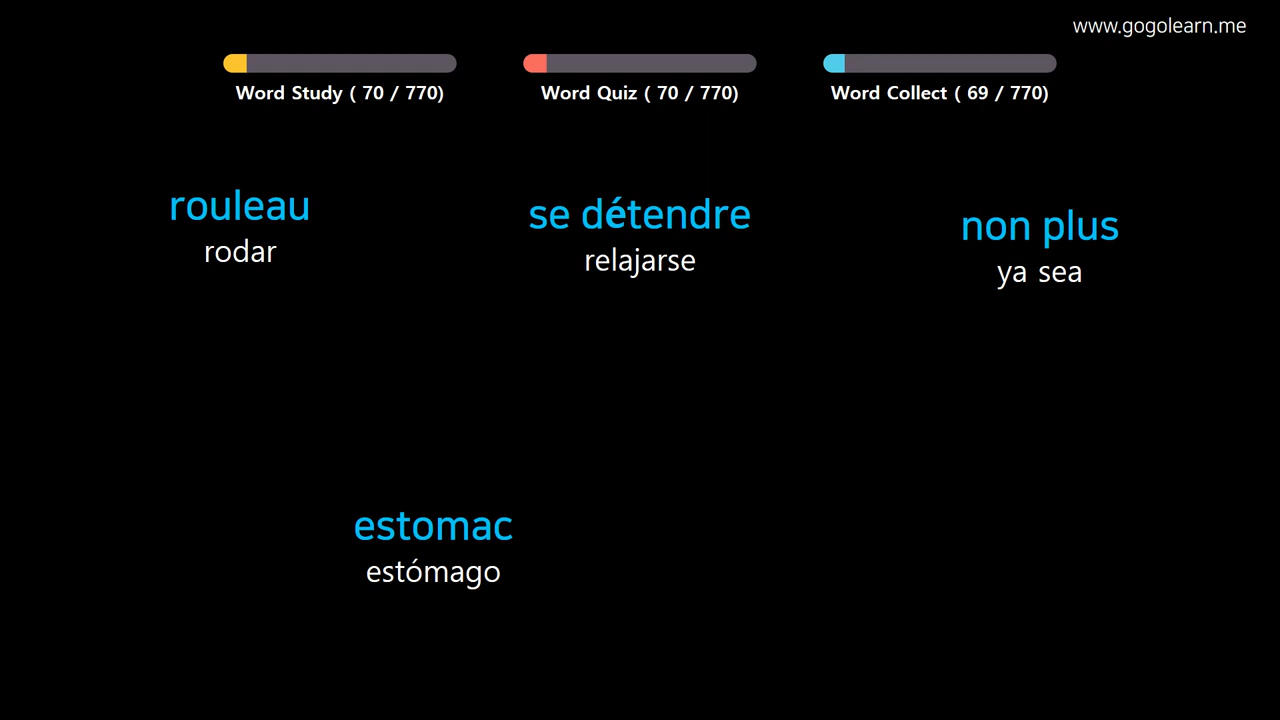 www.gogolearn.me
Word Study ( 70 / 770)
Word Quiz ( 70 / 770)
Word Collect ( 69 / 770)
rouleau
rodar
se détendre
relajarse
non plus
ya sea
estomac
estómago